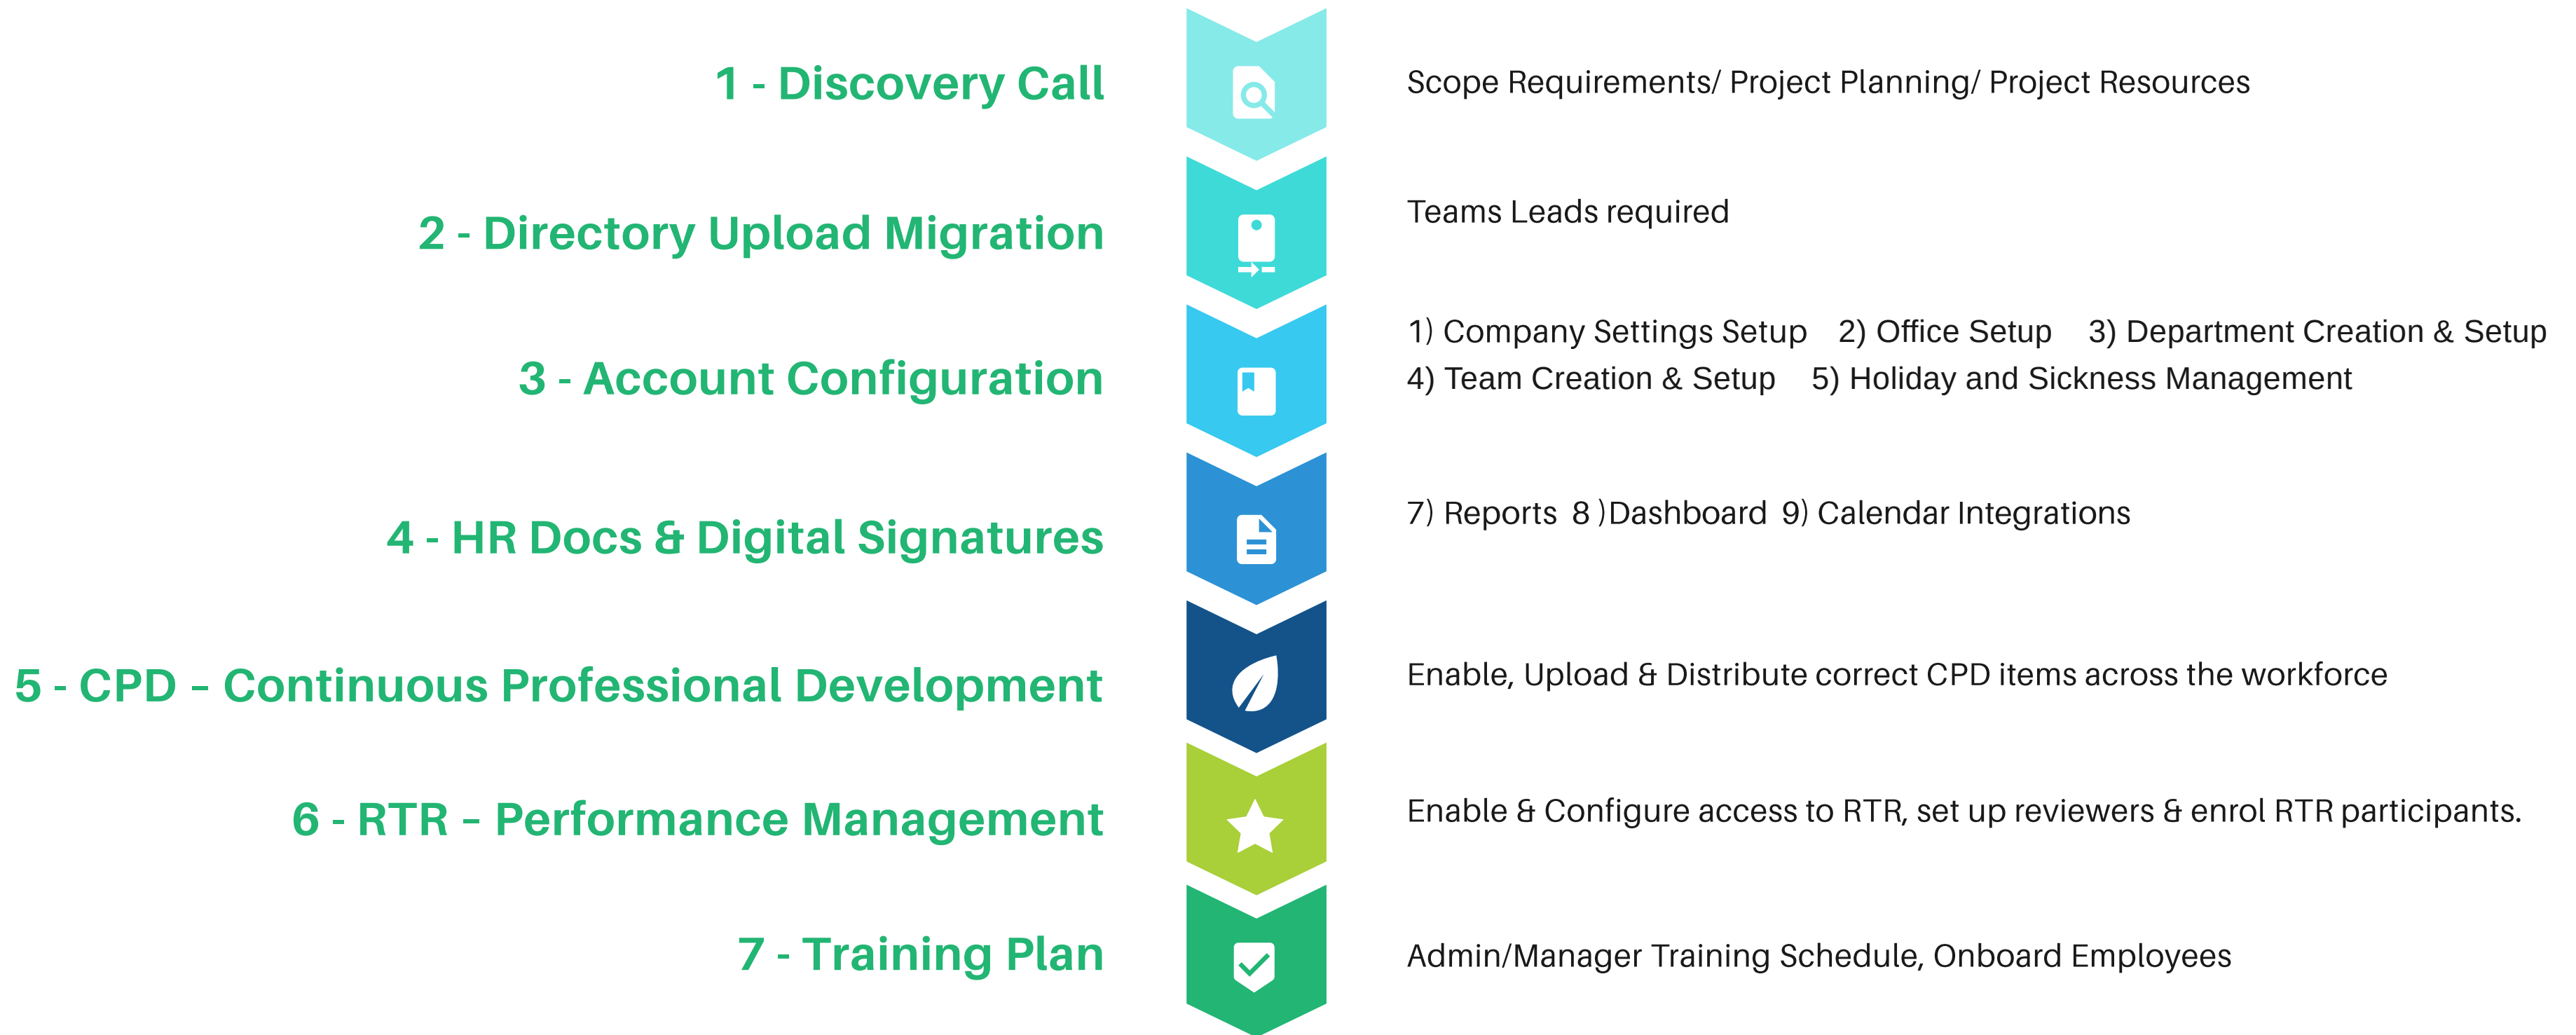 1 - Discovery Call
Scope Requirements/ Project Planning/ Project Resources
2 - Directory Upload Migration
Teams Leads required
3 - Account Configuration
1) Company Settings Setup 2) Office Setup 3) Department Creation & Setup
4) Team Creation & Setup 5) Holiday and Sickness Management
4 - HR Docs & Digital Signatures
7) Reports 8 )Dashboard 9) Calendar Integrations
5 - CPD – Continuous Professional Development
Enable, Upload & Distribute correct CPD items across the workforce
6 - RTR – Performance Management
Enable & Configure access to RTR, set up reviewers & enrol RTR participants.
7 - Training Plan
Admin/Manager Training Schedule, Onboard Employees